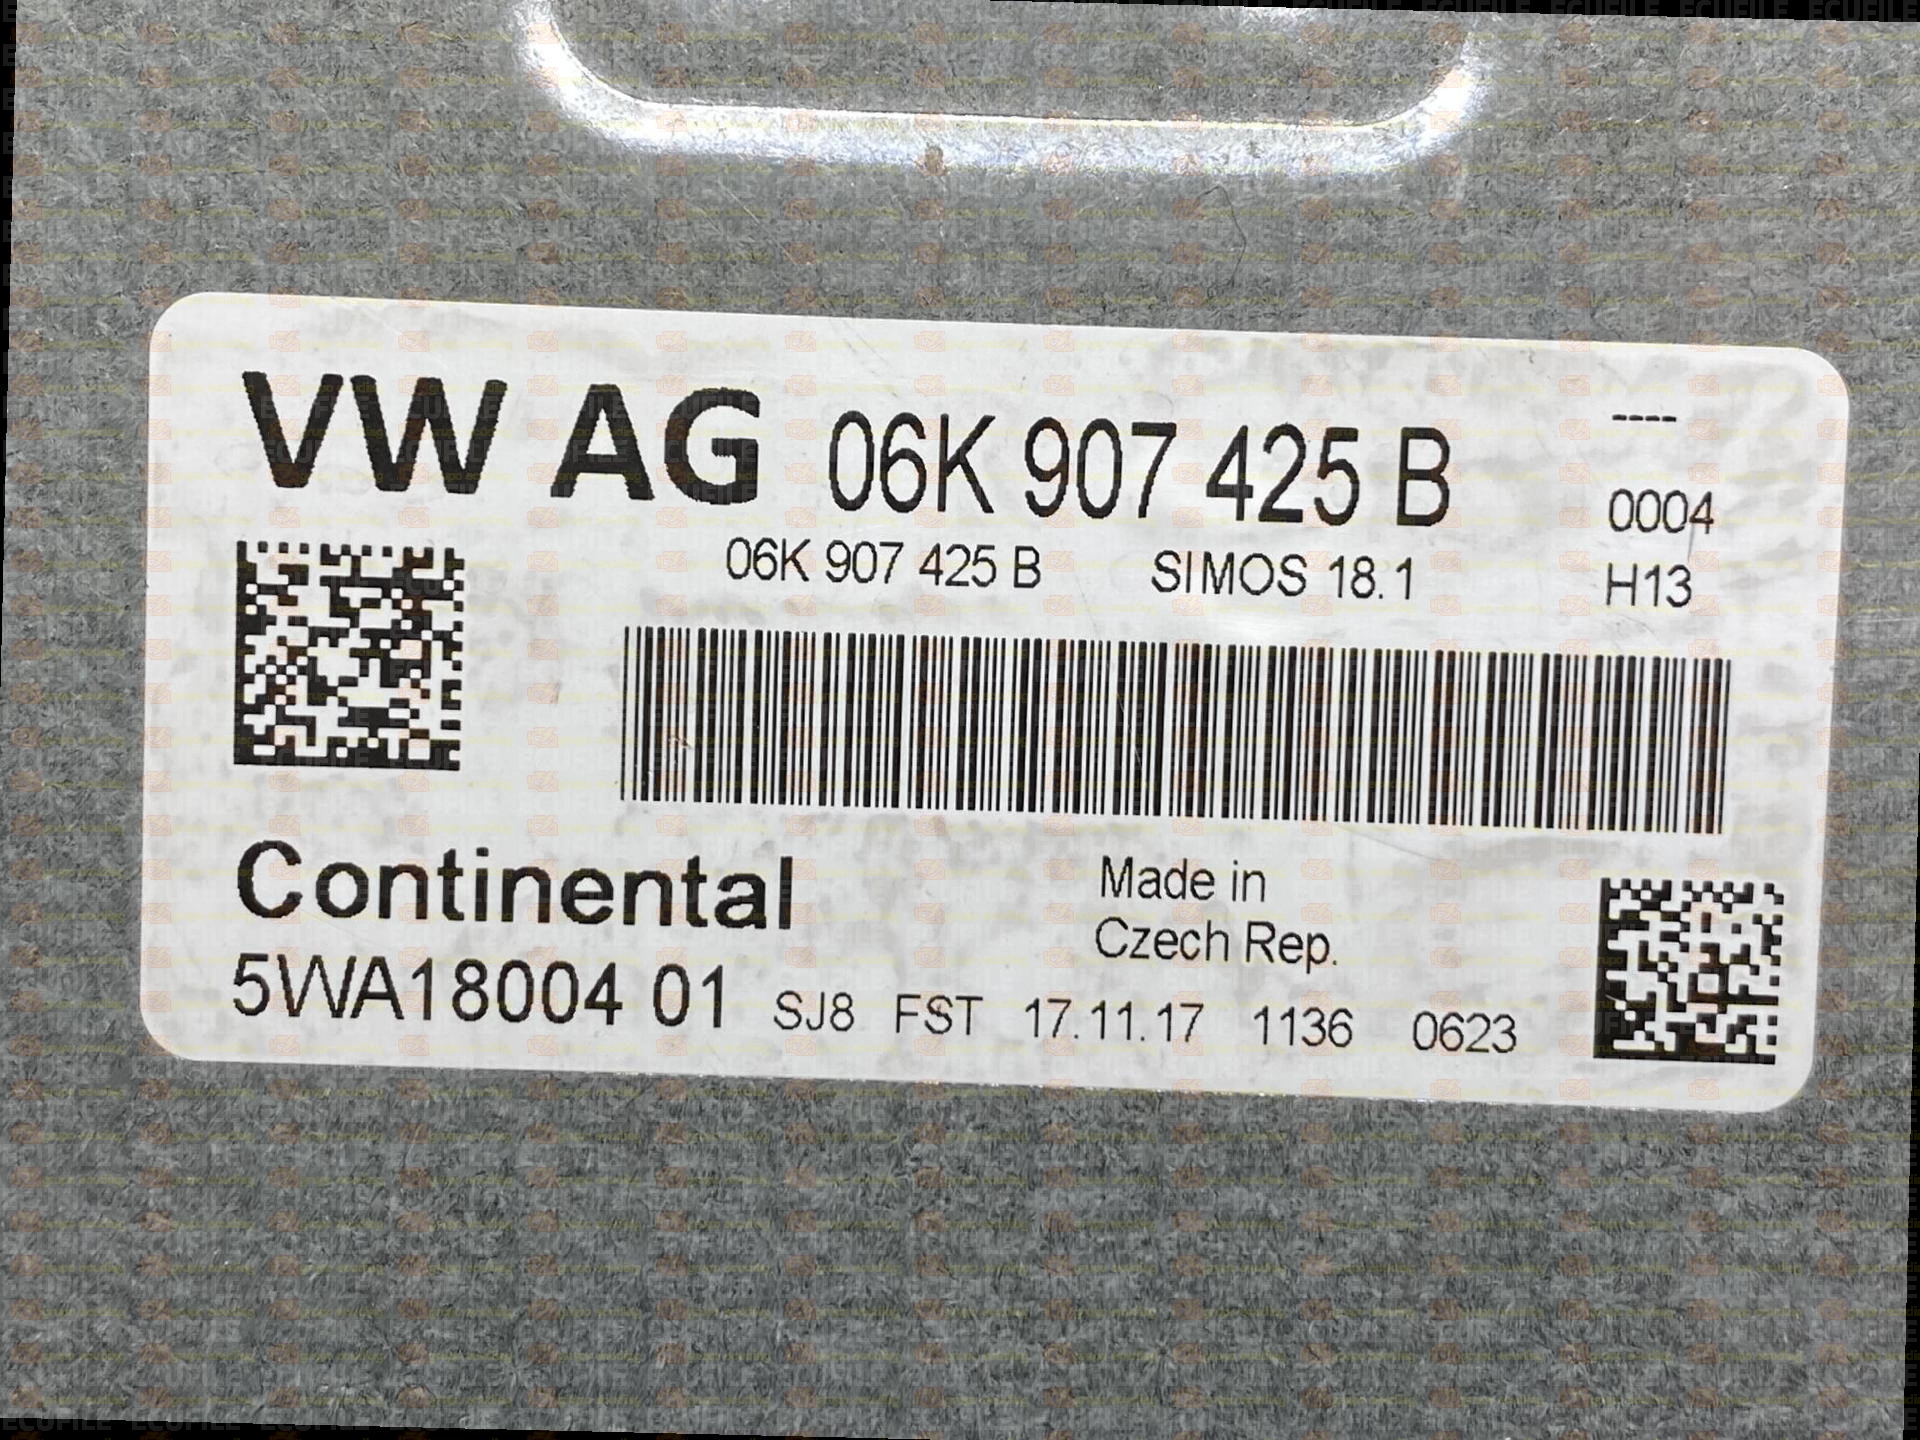 VW AG 06K 907 425 B ----
0004
06K 907 425 B SIMOS 18.1 H13
Continental Made in
Czech Rep.
5WA18004 01 SJ8 FST 17.11.17 1136 0623
ECUFILE